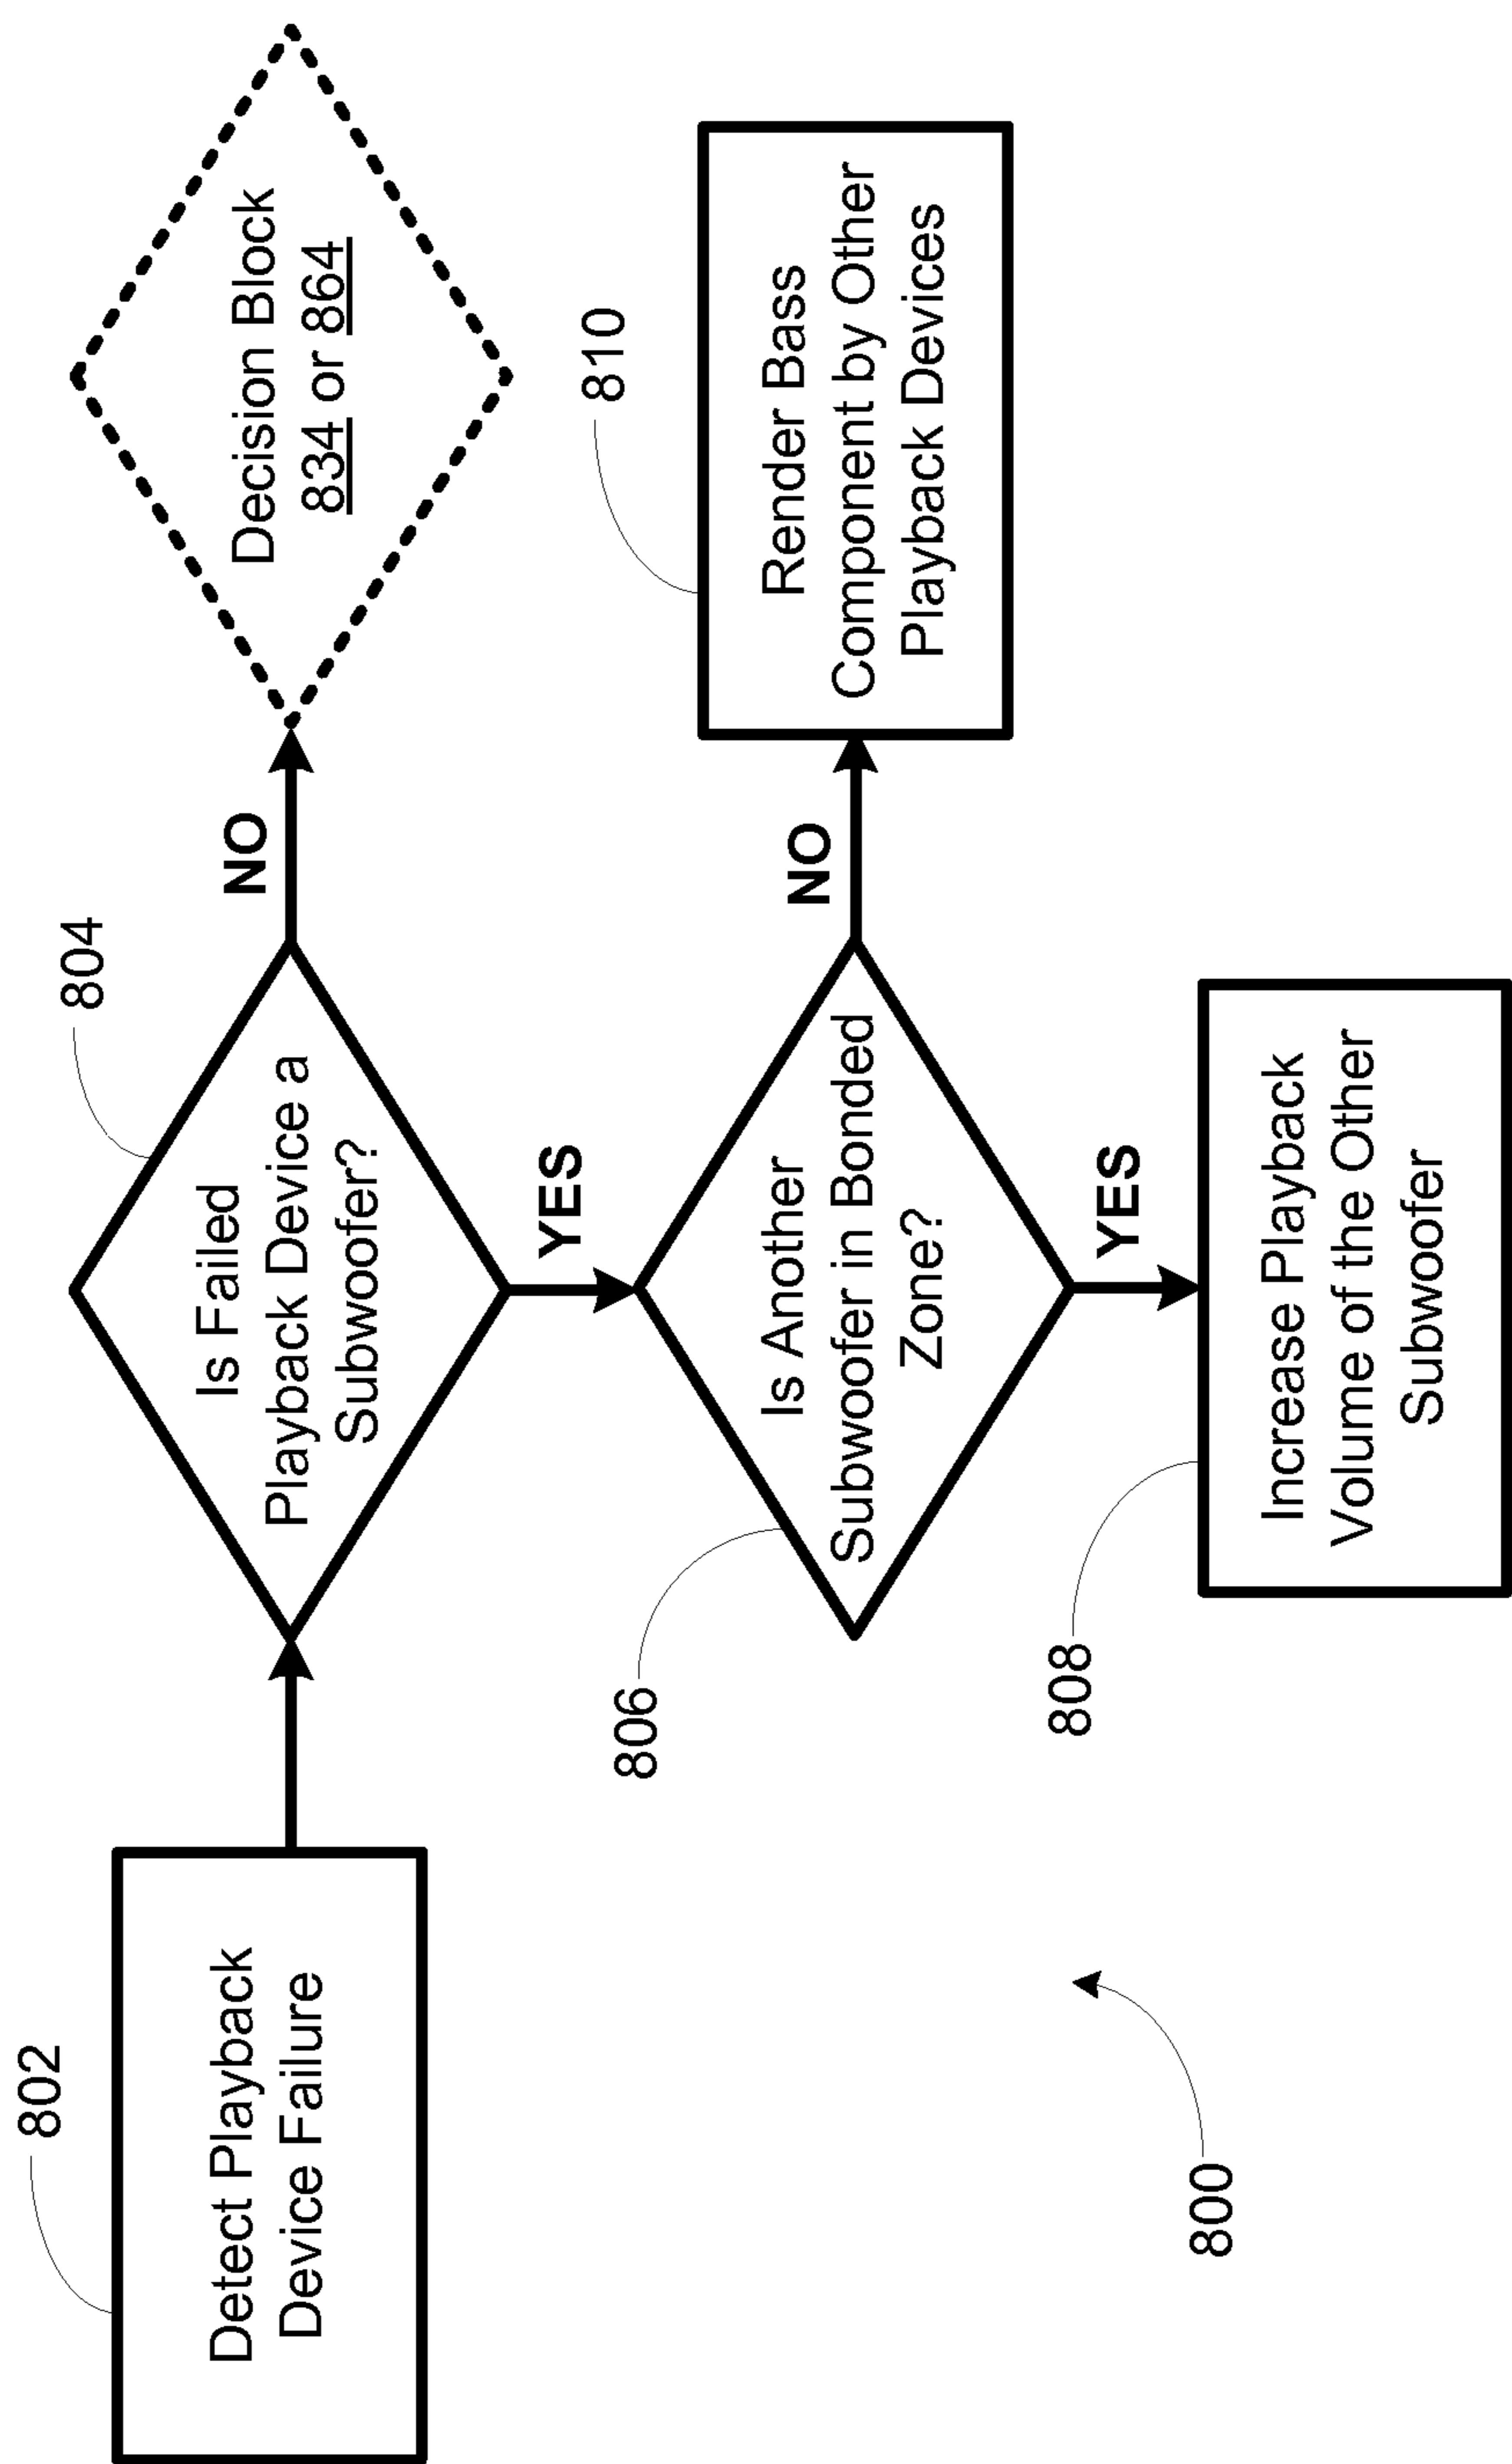 802
Detect Playback
Device Failure
804
Is Failed
Playback Device a
Subwoofer?
NO
Decision Block
834 or 864
YES
806
Is Another
Subwoofer in Bonded
Zone?
NO
810
Render Bass
Component by Other
Playback Devices
YES
808
Increase Playback
Volume of the Other
Subwoofer
800